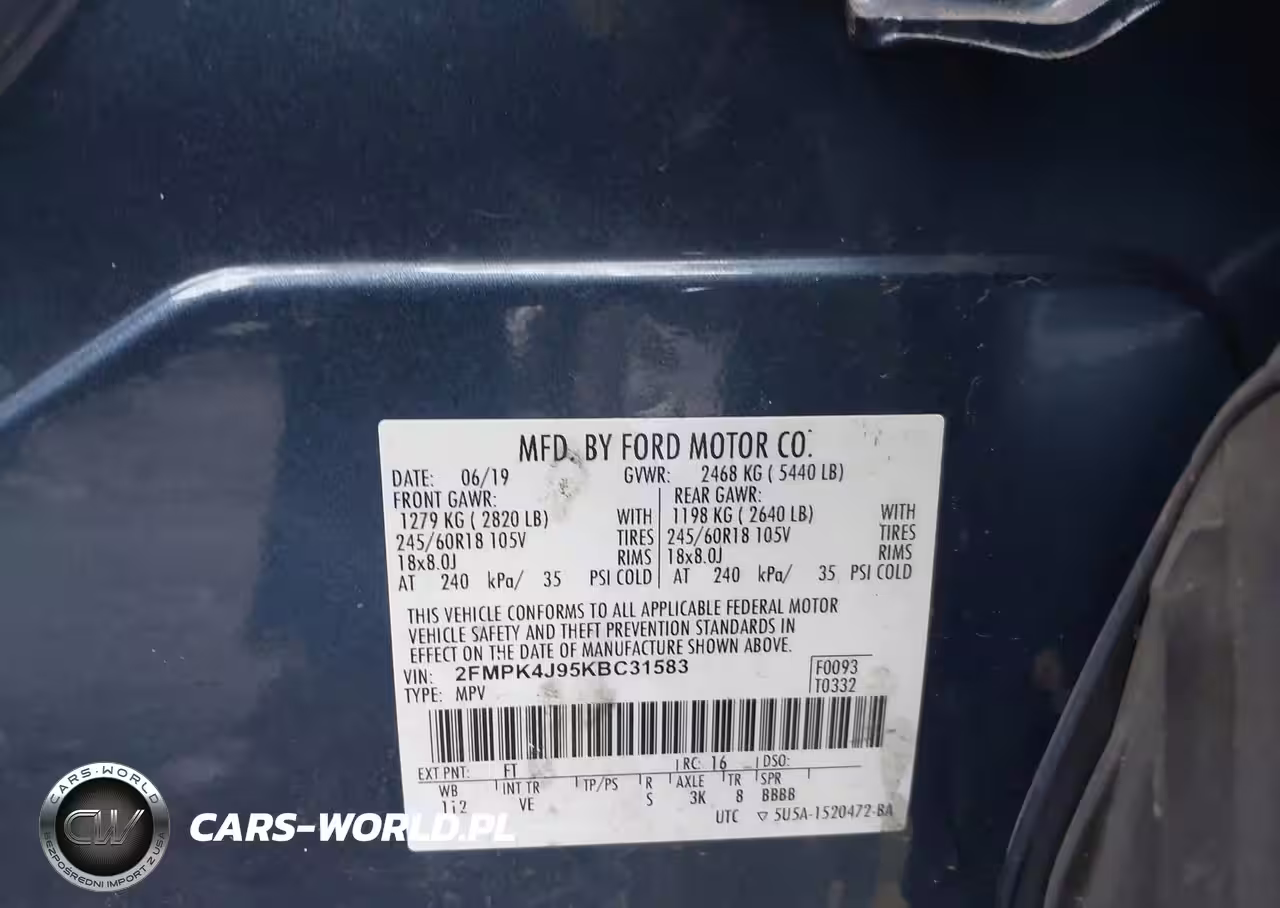 MFD. BY FORD MOTOR CO.
DATE: 06/19 GVWR: 2468 KG ( 5440 LB)
FRONT GAWR: REAR GAWR:
1279 KG ( 2820 LB) WITH 1198 KG ( 2640 LB) WITH
245/60R18 105V TIRES 245/60R18 105V TIRES
18x8.0J RIMS 18x8.0J RIMS
AT 240 kPa/ 35 PSI COLD AT 240 kPa/ 35 PSI COLD
THIS VEHICLE CONFORMS TO ALL APPLICABLE FEDERAL MOTOR
VEHICLE SAFETY AND THEFT PREVENTION STANDARDS IN
EFFECT ON THE DATE OF MANUFACTURE SHOWN ABOVE.
VIN: 2FMPK4J95KBC31583 F0093
TYPE: MPV T0332
EXT PNT: FT RC: 16 DSO:
WB INT TR TP/PS R AXLE TR SPR
112 VE S 3K 8 BBBB
UTC ▽ 5U5A-1520472-BA
CARS-WORLD
CW
BEZPOŚREDNI IMPORT Z USA
CARS-WORLD.PL